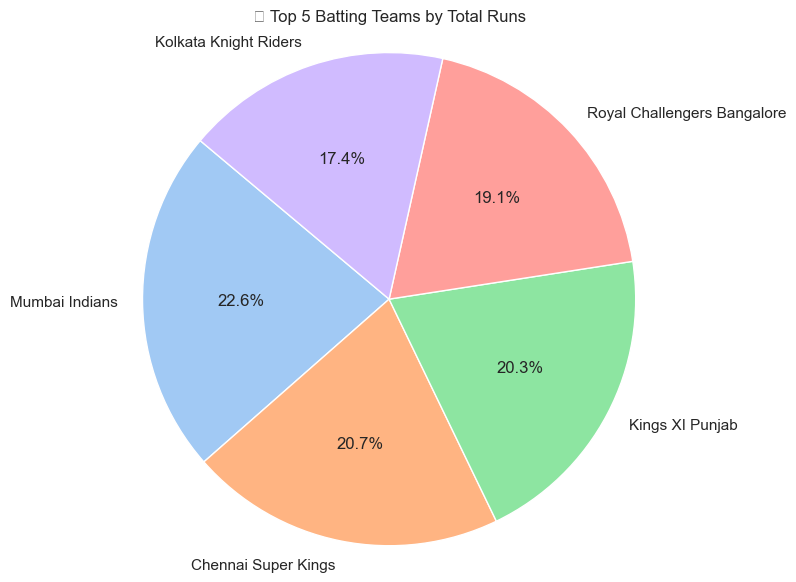 Top 5 Batting Teams by Total Runs
Kolkata Knight Riders
Royal Challengers Bangalore
17.4%
19.1%
Mumbai Indians
22.6%
20.3%
Kings XI Punjab
20.7%
Chennai Super Kings